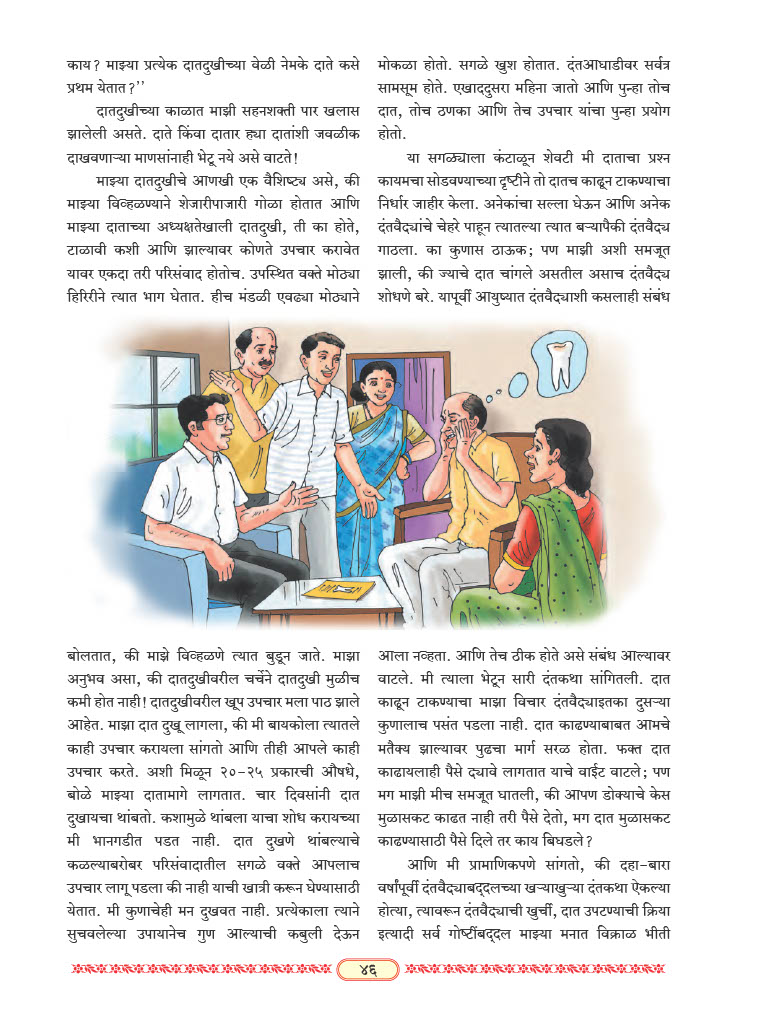 काय? माझ्या प्रत्येक दातदुखीच्या वेळी नेमके दाते कसे
प्रथम येतात?’’
दातदुखीच्या काळात माझी सहनशक्ती पार खलास
झालेली असते. दाते किंवा दातार ह्या दातांशी जवळीक
दाखवणाऱ्या माणसांनाही भेटू नये असे वाटते!
माझ्या दातदुखीचे आणखी एक वैशिष्ट्य असे, की
माझ्या विव्हळण्याने शेजारीपाजारी गोळा होतात आणि
माझ्या दाताच्या अध्यक्षतेखाली दातदुखी, ती का होते,
टाळावी कशी आणि झाल्यावर कोणते उपचार करावेत
यावर एकदा तरी परिसंवाद होतोच. उपस्थित वक्ते मोठ्या
हिरिरीने त्यात भाग घेतात. हीच मंडळी एवढ्या मोठ्याने
बोलतात, की माझे विव्हळणे त्यात बुडून जाते. माझा
अनुभव असा, की दातदुखीवरील चर्चेने दातदुखी मुळीच
कमी होत नाही! दातदुखीवरील खूप उपचार मला पाठ झाले
आहेत. माझा दात दुखू लागला, की मी बायकोला त्यातले
काही उपचार करायला सांगतो आणि तीही आपले काही
उपचार करते. अशी मिळून २०-२५ प्रकारची औषधे,
बोळे माझ्या दातामागे लागतात. चार दिवसांनी दात
दुखायचा थांबतो. कशामुळे थांबला याचा शोध करायच्या
मी भानगडीत पडत नाही. दात दुखणे थांबल्याचे
कळल्याबरोबर परिसंवादातील सगळे वक्ते आपलाच
उपचार लागू पडला की नाही याची खात्री करून घेण्यासाठी
येतात. मी कुणाचेही मन दुखवत नाही. प्रत्येकाला त्याने
सुचवलेल्या उपायानेच गुण आल्याची कबुली देऊन
मोकळा होतो. सगळे खुश होतात. दंतआघाडीवर सर्वत्र
सामसूम होते. एखाददुसरा महिना जातो आणि पुन्हा तोच
दात, तोच ठणका आणि तेच उपचार यांचा पुन्हा प्रयोग
होतो.
या सगळ्याला कंटाळून शेवटी मी दाताचा प्रश्न
कायमचा सोडवण्याच्या दृष्टीने तो दातच काढून टाकण्याचा
निर्धार जाहीर केला. अनेकांचा सल्ला घेऊन आणि अनेक
दंतवैद्यांचे चेहरे पाहून त्यातल्या त्यात बऱ्यापैकी दंतवैद्य
गाठला. का कुणास ठाऊक; पण माझी अशी समजूत
झाली, की ज्याचे दात चांगले असतील असाच दंतवैद्य
शोधणे बरे. यापूर्वी आयुष्यात दंतवैद्याशी कसलाही संबंध
आला नव्हता. आणि तेच ठीक होते असे संबंध आल्यावर
वाटले. मी त्याला भेटून सारी दंतकथा सांगितली. दात
काढून टाकण्याचा माझा विचार दंतवैद्याइतका दुसऱ्या
कुणालाच पसंत पडला नाही. दात काढण्याबाबत आमचे
मतैक्य झाल्यावर पुढचा मार्ग सरळ होता. फक्त दात
काढायलाही पैसे द्यावे लागतात याचे वाईट वाटले; पण
मग माझी मीच समजूत घातली, की आपण डोक्याचे केस
मुळासकट काढत नाही तरी पैसे देतो, मग दात मुळासकट
काढण्यासाठी पैसे दिले तर काय बिघडले?
आणि मी प्रामाणिकपणे सांगतो, की दहा-बारा
वर्षांपूर्वी दंतवैद्याबद्दलच्या खऱ्याखुऱ्या दंतकथा ऐकल्या
होत्या, त्यावरून दंतवैद्याची खुर्ची, दात उपटण्याची क्रिया
इत्यादी सर्व गोष्टींबद्दल माझ्या मनात विक्राळ भीती
४६